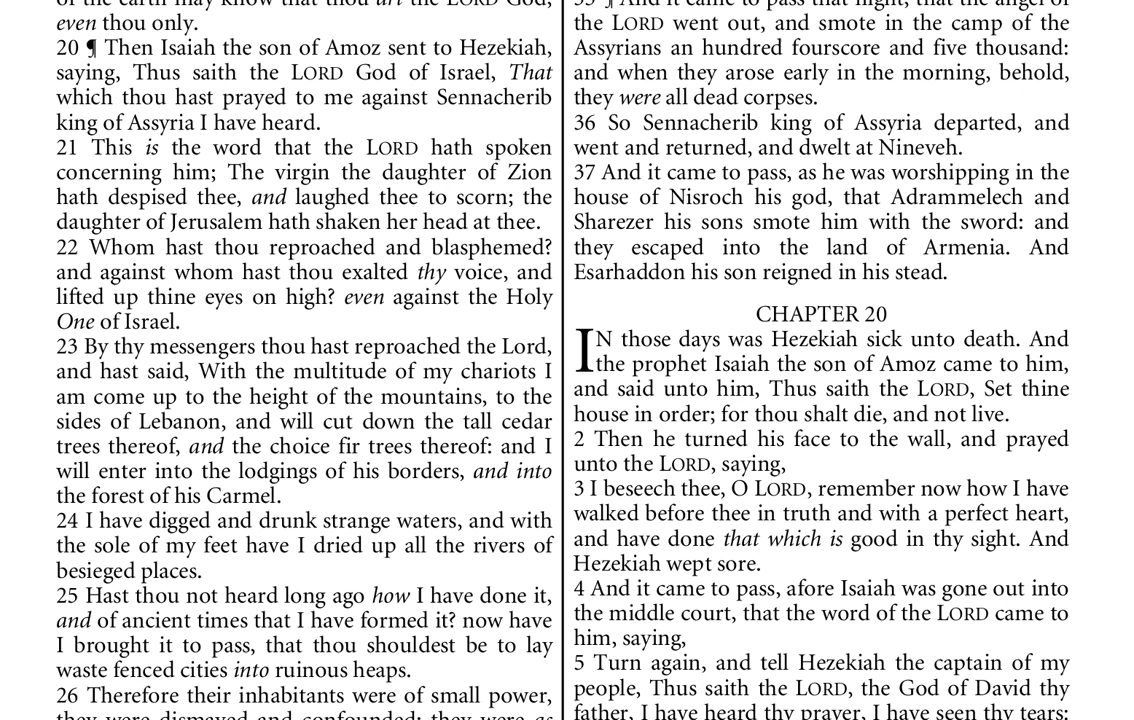 of the earth may know that thou art the LORD God,
even thou only.
20 ¶ Then Isaiah the son of Amoz sent to Hezekiah,
saying, Thus saith the LORD God of Israel, That
which thou hast prayed to me against Sennacherib
king of Assyria I have heard.
21 This is the word that the LORD hath spoken
concerning him; The virgin the daughter of Zion
hath despised thee, and laughed thee to scorn; the
daughter of Jerusalem hath shaken her head at thee.
22 Whom hast thou reproached and blasphemed?
and against whom hast thou exalted thy voice, and
lifted up thine eyes on high? even against the Holy
One of Israel.
23 By thy messengers thou hast reproached the Lord,
and hast said, With the multitude of my chariots I
am come up to the height of the mountains, to the
sides of Lebanon, and will cut down the tall cedar
trees thereof, and the choice fir trees thereof: and I
will enter into the lodgings of his borders, and into
the forest of his Carmel.
24 I have digged and drunk strange waters, and with
the sole of my feet have I dried up all the rivers of
besieged places.
25 Hast thou not heard long ago how I have done it,
and of ancient times that I have formed it? now have
I brought it to pass, that thou shouldest be to lay
waste fenced cities into ruinous heaps.
26 Therefore their inhabitants were of small power,
they were dismayed and confounded; they were as
35 ¶ And it came to pass that night, that the angel of
the LORD went out, and smote in the camp of the
Assyrians an hundred fourscore and five thousand:
and when they arose early in the morning, behold,
they were all dead corpses.
36 So Sennacherib king of Assyria departed, and
went and returned, and dwelt at Nineveh.
37 And it came to pass, as he was worshipping in the
house of Nisroch his god, that Adrammelech and
Sharezer his sons smote him with the sword: and
they escaped into the land of Armenia. And
Esarhaddon his son reigned in his stead.
CHAPTER 20
IN those days was Hezekiah sick unto death. And
the prophet Isaiah the son of Amoz came to him,
and said unto him, Thus saith the LORD, Set thine
house in order; for thou shalt die, and not live.
2 Then he turned his face to the wall, and prayed
unto the LORD, saying,
3 I beseech thee, O LORD, remember now how I have
walked before thee in truth and with a perfect heart,
and have done that which is good in thy sight. And
Hezekiah wept sore.
4 And it came to pass, afore Isaiah was gone out into
the middle court, that the word of the LORD came to
him, saying,
5 Turn again, and tell Hezekiah the captain of my
people, Thus saith the LORD, the God of David thy
father, I have heard thy prayer, I have seen thy tears: